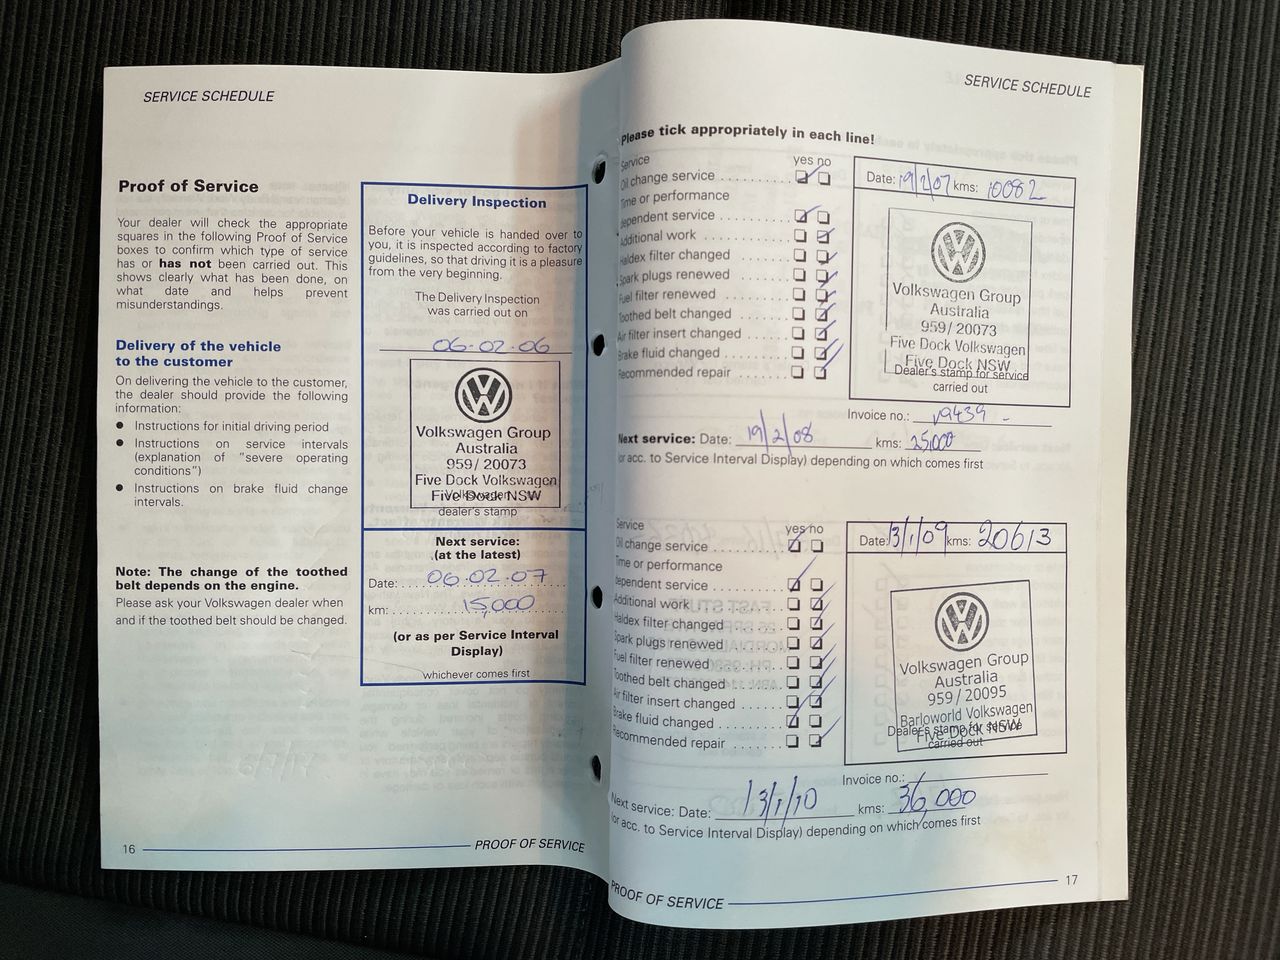 SERVICE SCHEDULE
Proof of Service
Your dealer will check the appropriate
squares in the following Proof of Service
boxes to confirm which type of service
has or has not been carried out. This
shows clearly what has been done, on
what date and helps prevent
misunderstandings.
Delivery of the vehicle
to the customer
On delivering the vehicle to the customer,
the dealer should provide the following
information:
● Instructions for initial driving period
● Instructions on service intervals
(explanation of "severe operating
conditions")
● Instructions on brake fluid change
intervals.
Note: The change of the toothed
belt depends on the engine.
Please ask your Volkswagen dealer when
and if the toothed belt should be changed.
Delivery Inspection
Before your vehicle is handed over to
you, it is inspected according to factory
guidelines, so that driving it is a pleasure
from the very beginning.
The Delivery Inspection
was carried out on
06-02-06
Volkswagen Group
Australia
959/ 20073
Five Dock Volkswagen
Five Dock NSW
Volkswagen
dealer's stamp
Next service:
(at the latest)
Date: 06.02.07
km: 15,000
(or as per Service Interval
Display)
whichever comes first
16
PROOF OF SERVICE
SERVICE SCHEDULE
Please tick appropriately in each line!
Service yes no
Oil change service
Time or performance
dependent service
Additional work
Haldex filter changed
Spark plugs renewed
Fuel filter renewed
Toothed belt changed
Air filter insert changed
Brake fluid changed
Recommended repair
Date: 19/2/07 kms: 10082
Volkswagen Group
Australia
959/ 20073
Five Dock Volkswagen
Five Dock NSW
Dealer's stamp for service
carried out
Invoice no.: 19439
Next service: Date: 19/2/08 kms: 25,000
(or acc. to Service Interval Display) depending on which comes first
Service yes no
Oil change service
Time or performance
dependent service
Additional work
Haldex filter changed
Spark plugs renewed
Fuel filter renewed
Toothed belt changed
Air filter insert changed
Brake fluid changed
Recommended repair
Date: 13/1/09 kms: 20613
Volkswagen Group
Australia
959/ 20095
Barloworld Volkswagen
Five Dock NSW
Dealer's stamp for service
carried out
Invoice no.:
Next service: Date: 13/1/10 kms: 36,000
(or acc. to Service Interval Display) depending on which comes first
PROOF OF SERVICE
17